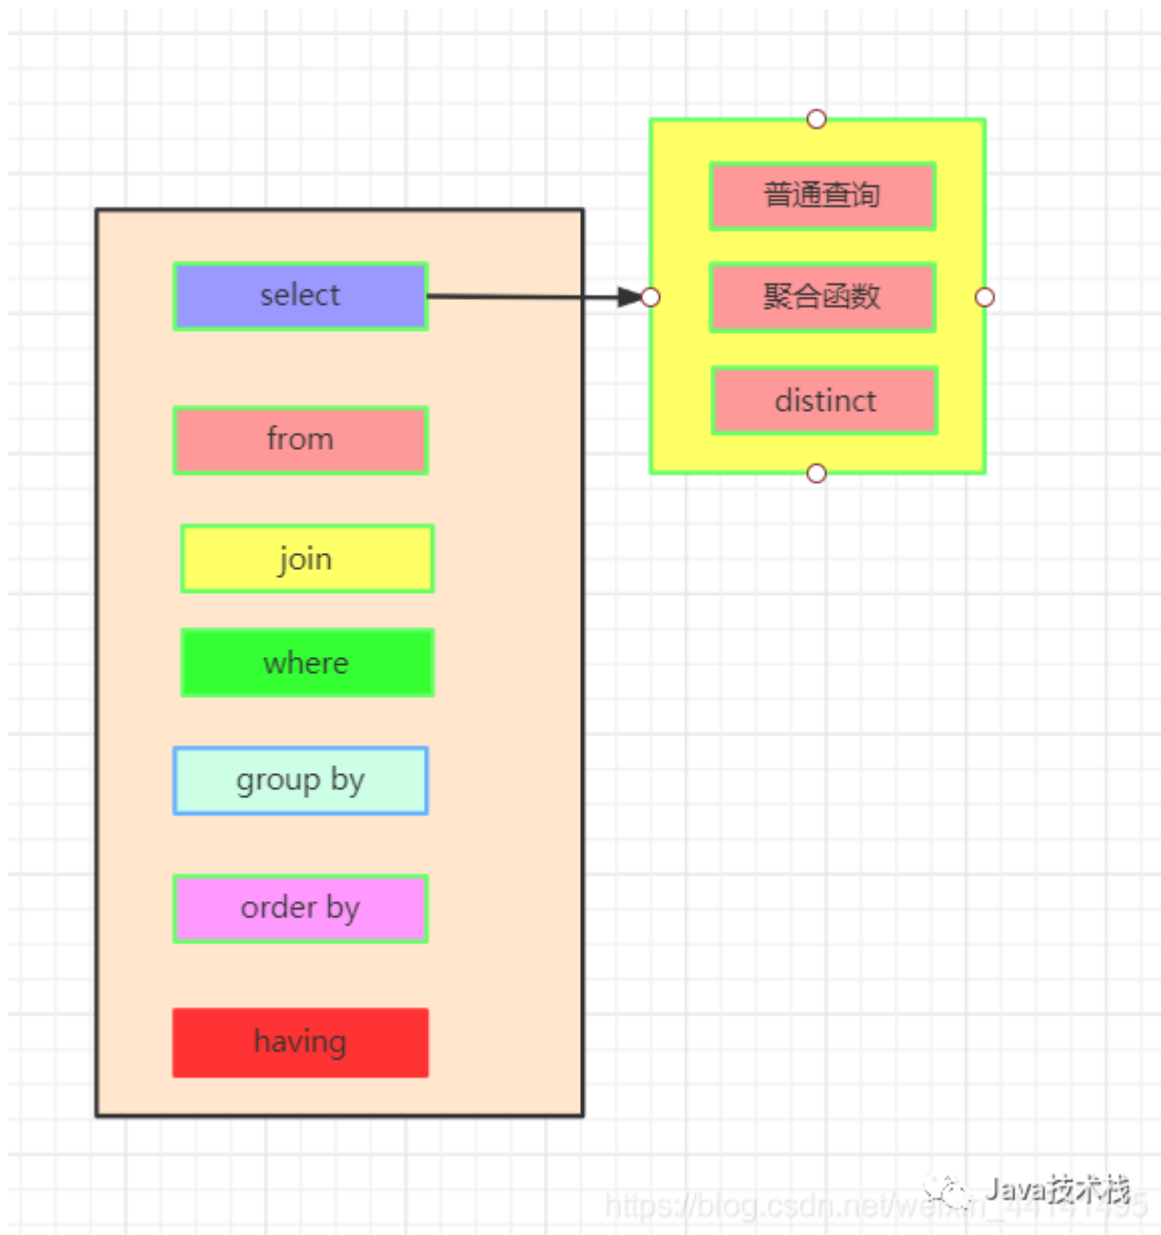 普通查询
select
聚合函数
distinct
from
join
where
group by
order by
having
Java技术栈
https://blog.csdn.net/weixin_44141495